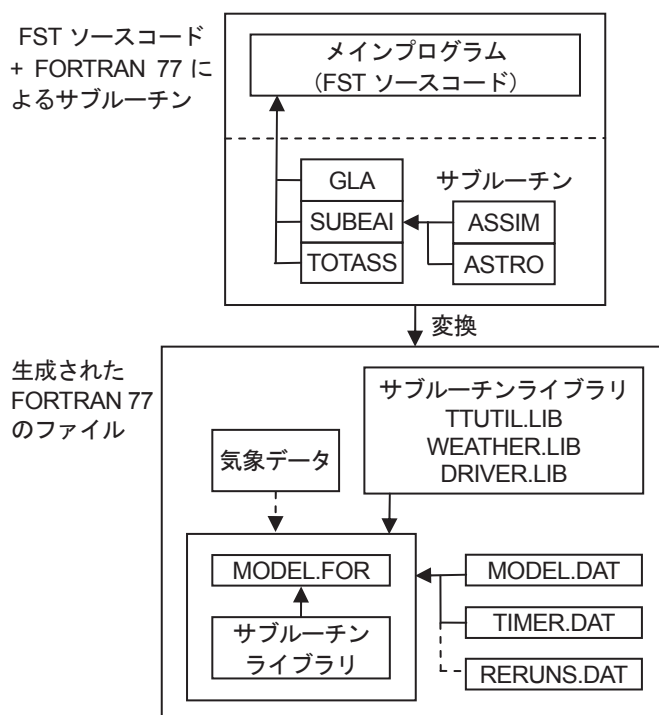 FST ソースコード
+ FORTRAN 77 に
よるサブルーチン
メインプログラム
(FST ソースコード)
GLA
SUBEAI
TOTASS
サブルーチン
ASSIM
ASTRO
変換
生成された
FORTRAN 77
のファイル
サブルーチンライブラリ
TTUTIL.LIB
WEATHER.LIB
DRIVER.LIB
気象データ
MODEL.FOR
サブルーチン
ライブラリ
MODEL.DAT
TIMER.DAT
RERUNS.DAT